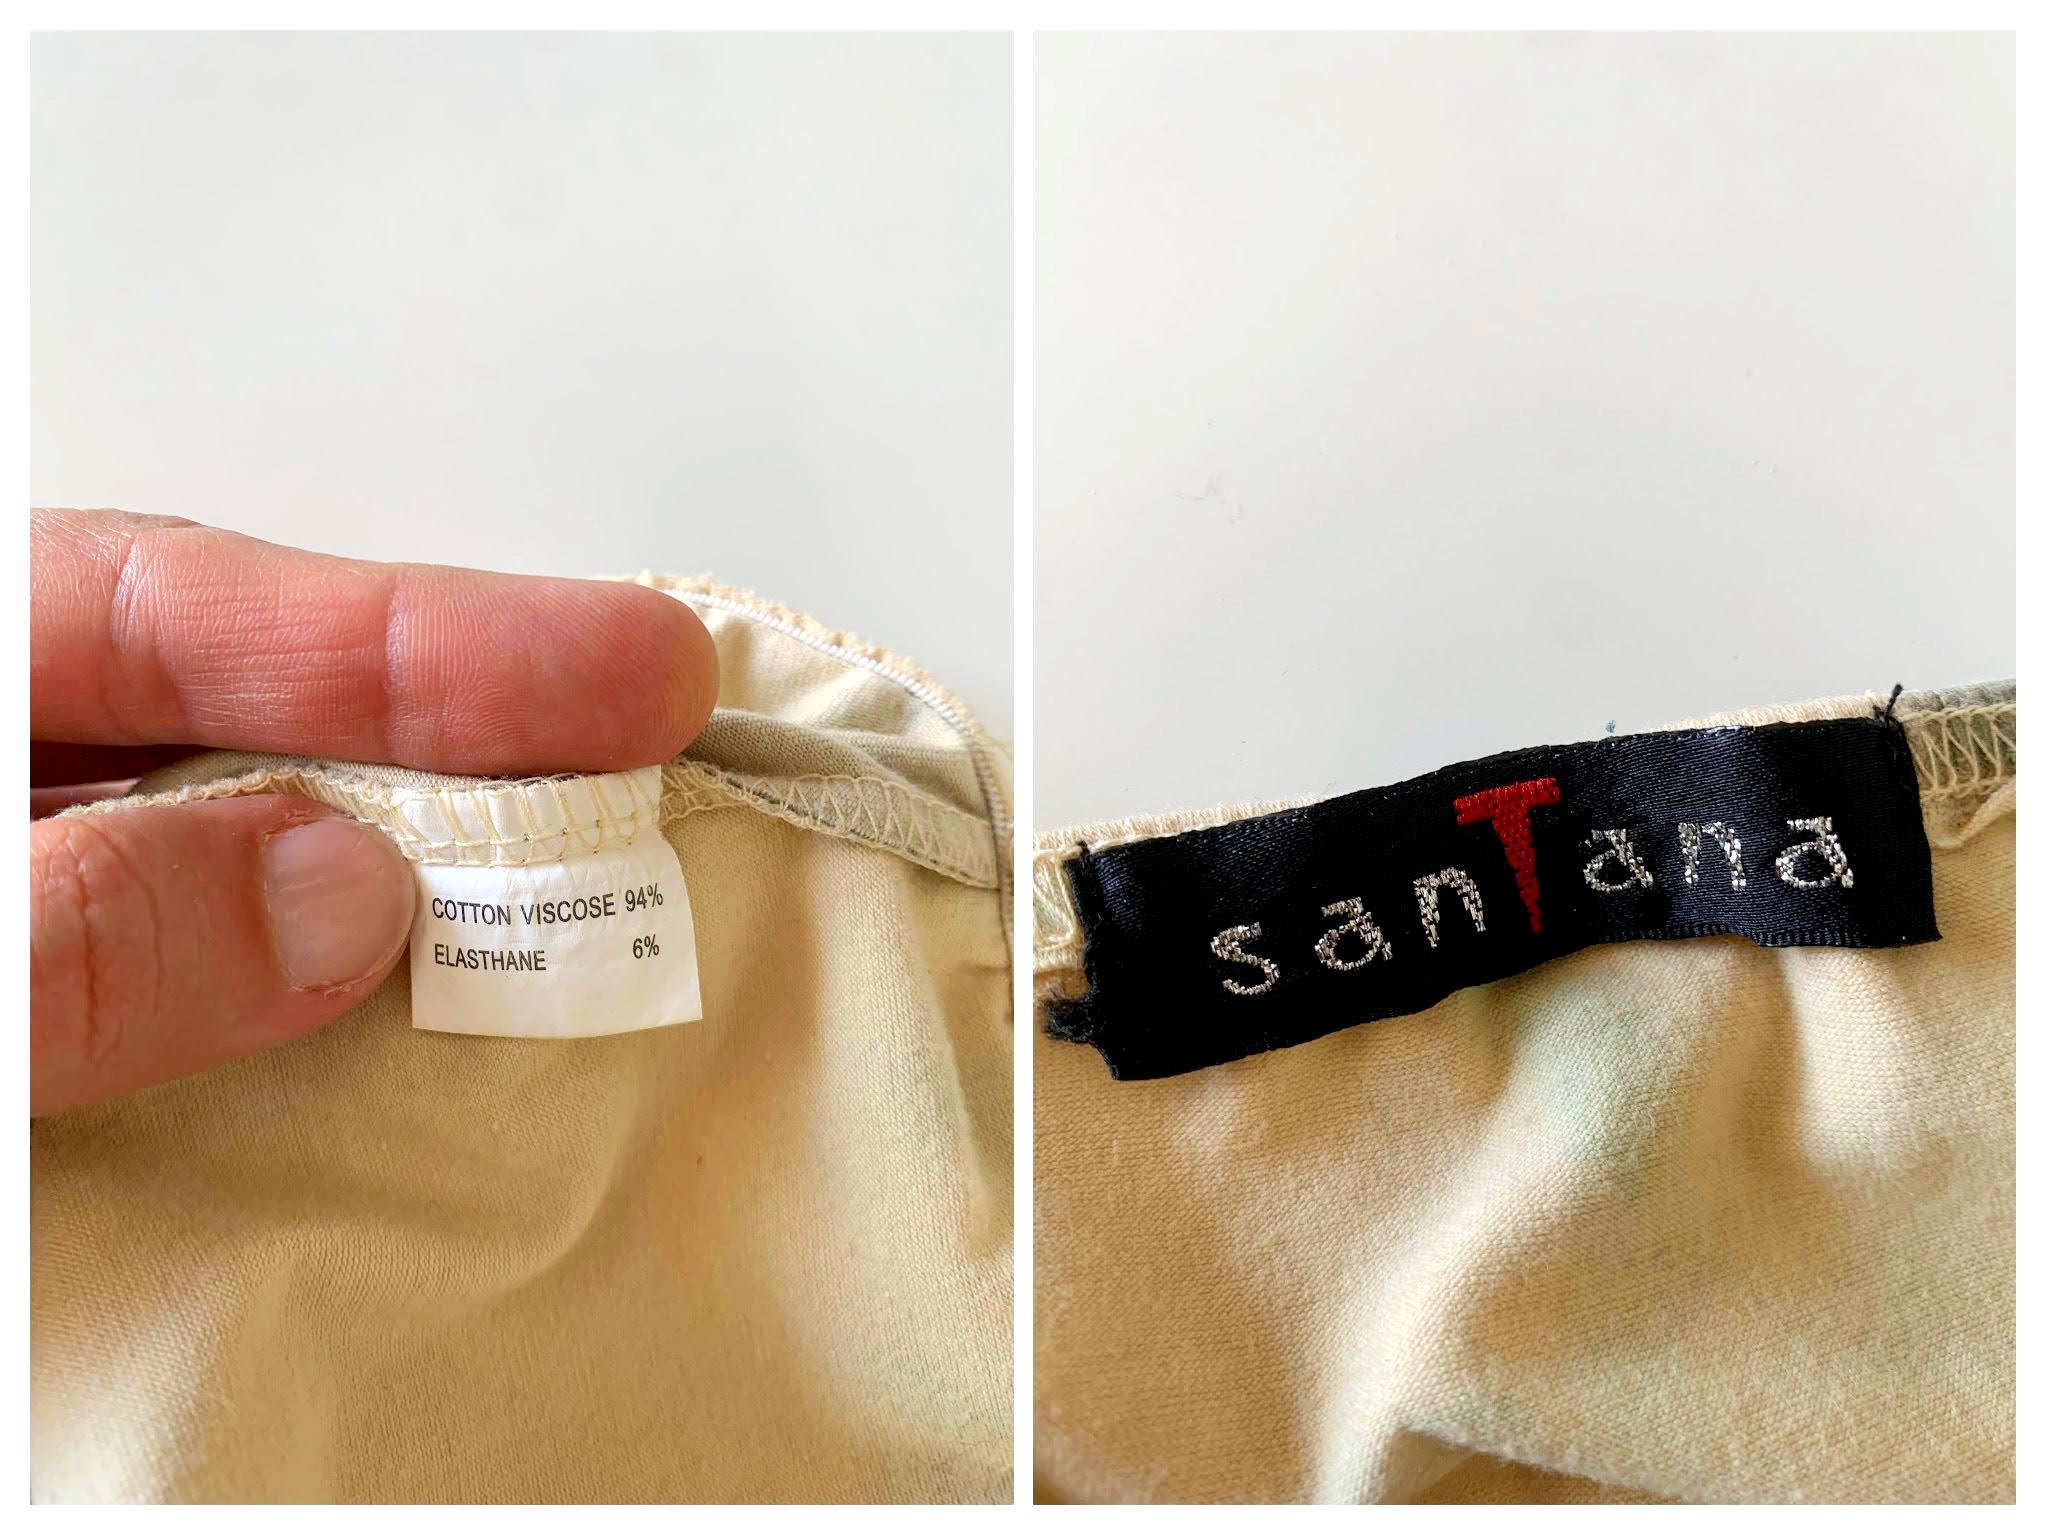 COTTON VISCOSE 94%
ELASTHANE 6%
sanTana